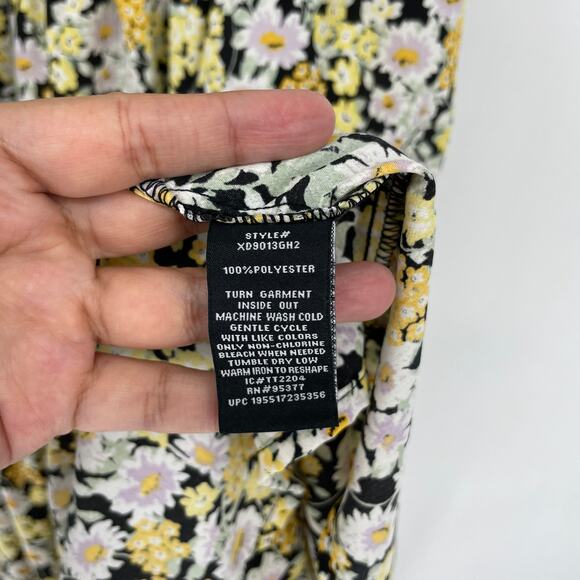 STYLE#
XD9013GH2
100%POLYESTER
TURN GARMENT
INSIDE OUT
MACHINE WASH COLD
GENTLE CYCLE
WITH LIKE COLORS
ONLY NON-CHLORINE
BLEACH WHEN NEEDED
TUMBLE DRY LOW
WARM IRON TO RESHAPE
IC#TT2204
RN#95377
UPC 195517235356